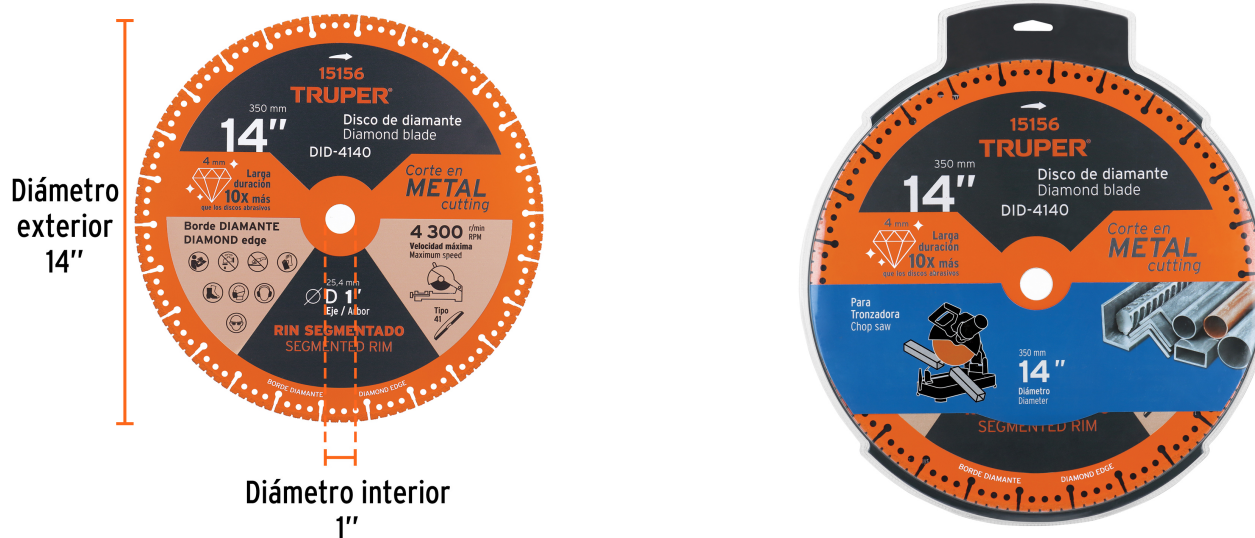 Diámetro
exterior
14”
15156
TRUPER®
350 mm
14”
Disco de diamante
Diamond blade
DID-4140
4 mm
Larga
duración
10x más
que los discos abrasivos
Corte en
METAL
cutting
Borde DIAMANTE
DIAMOND edge
4 300 r/min
RPM
Velocidad máxima
Maximum speed
Tipo
41
25,4 mm
D 1”
Eje / Arbor
RIN SEGMENTADO
SEGMENTED RIM
BORDE DIAMANTE
DIAMOND EDGE
Diámetro interior
1”
15156
TRUPER®
350 mm
14”
Disco de diamante
Diamond blade
DID-4140
4 mm
Larga
duración
10x más
que los discos abrasivos
Corte en
METAL
cutting
Para
Tronzadora
Chop saw
350 mm
14”
Diámetro
Diameter
SEGMENTED RIM
BORDE DIAMANTE
DIAMOND EDGE